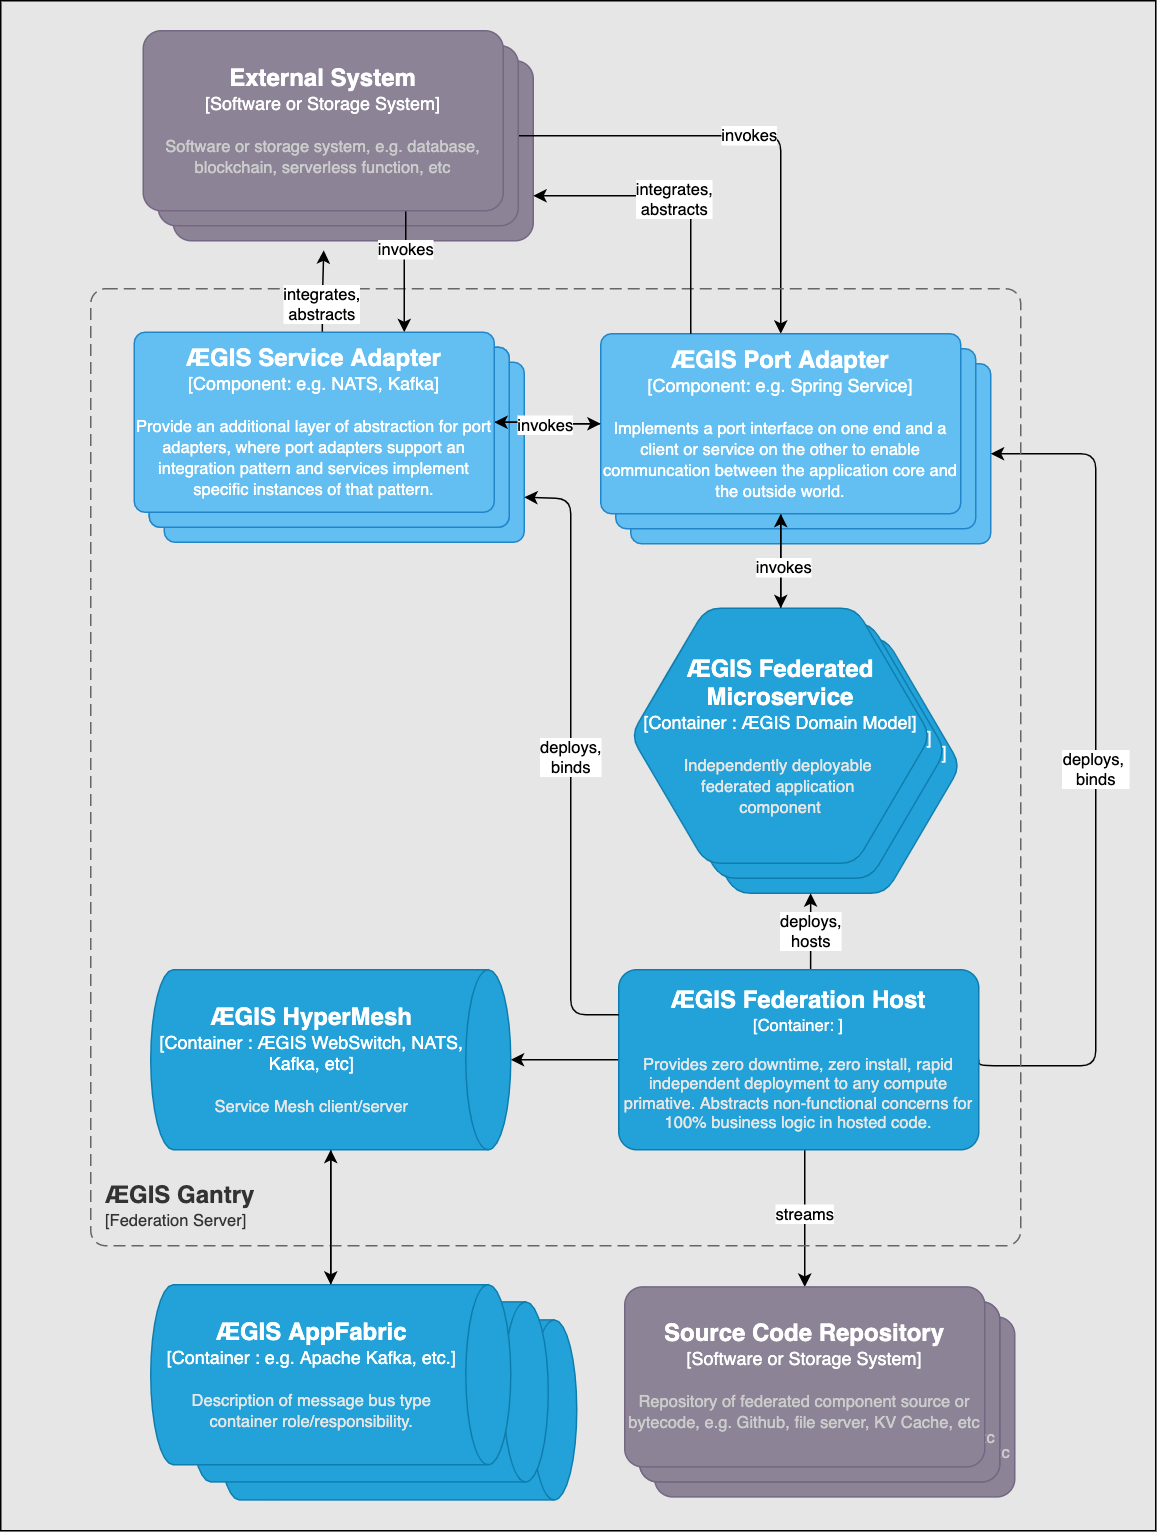 External System
[Software or Storage System]
Software or storage system, e.g. database,
blockchain, serverless function, etc
invokes
integrates,
abstracts
invokes
integrates,
abstracts
ÆGIS Service Adapter
[Component: e.g. NATS, Kafka]
Provide an additional layer of abstraction for port
adapters, where port adapters support an
integration pattern and services implement
specific instances of that pattern.
invokes
ÆGIS Port Adapter
[Component: e.g. Spring Service]
Implements a port interface on one end and a
client or service on the other to enable
communcation between the application core and
the outside world.
invokes
ÆGIS Federated
Microservice
[Container : ÆGIS Domain Model]
]
]
Independently deployable
federated application
component
deploys,
binds
deploys,
binds
deploys,
hosts
ÆGIS HyperMesh
[Container : ÆGIS WebSwitch, NATS,
Kafka, etc]
Service Mesh client/server
ÆGIS Federation Host
[Container: ]
Provides zero downtime, zero install, rapid
independent deployment to any compute
primative. Abstracts non-functional concerns for
100% business logic in hosted code.
ÆGIS Gantry
[Federation Server]
streams
ÆGIS AppFabric
[Container : e.g. Apache Kafka, etc.]
Description of message bus type
container role/responsibility.
Source Code Repository
[Software or Storage System]
Repository of federated component source or
bytecode, e.g. Github, file server, KV Cache, etc
c
c